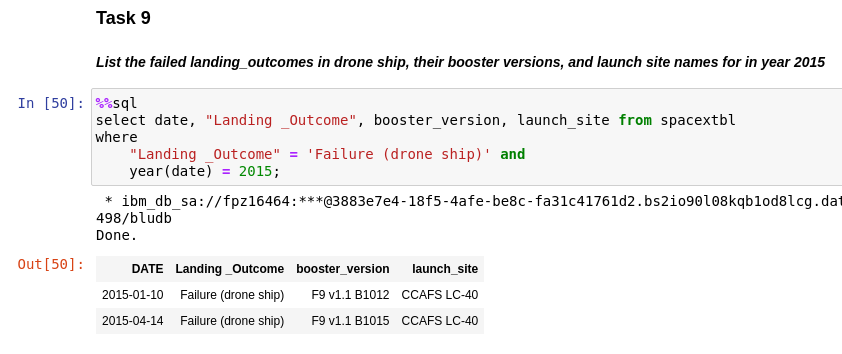 Task 9
List the failed landing_outcomes in drone ship, their booster versions, and launch site names for in year 2015
In [50]:
%%sql
select date, "Landing _Outcome", booster_version, launch_site from spacextbl
where
    "Landing _Outcome" = 'Failure (drone ship)' and
    year(date) = 2015;
 * ibm_db_sa://fpz16464:***@3883e7e4-18f5-4afe-be8c-fa31c41761d2.bs2io90l08kqb1od8lcg.dat
498/bludb
Done.
Out[50]:
DATE Landing _Outcome booster_version launch_site
2015-01-10 Failure (drone ship) F9 v1.1 B1012 CCAFS LC-40
2015-04-14 Failure (drone ship) F9 v1.1 B1015 CCAFS LC-40